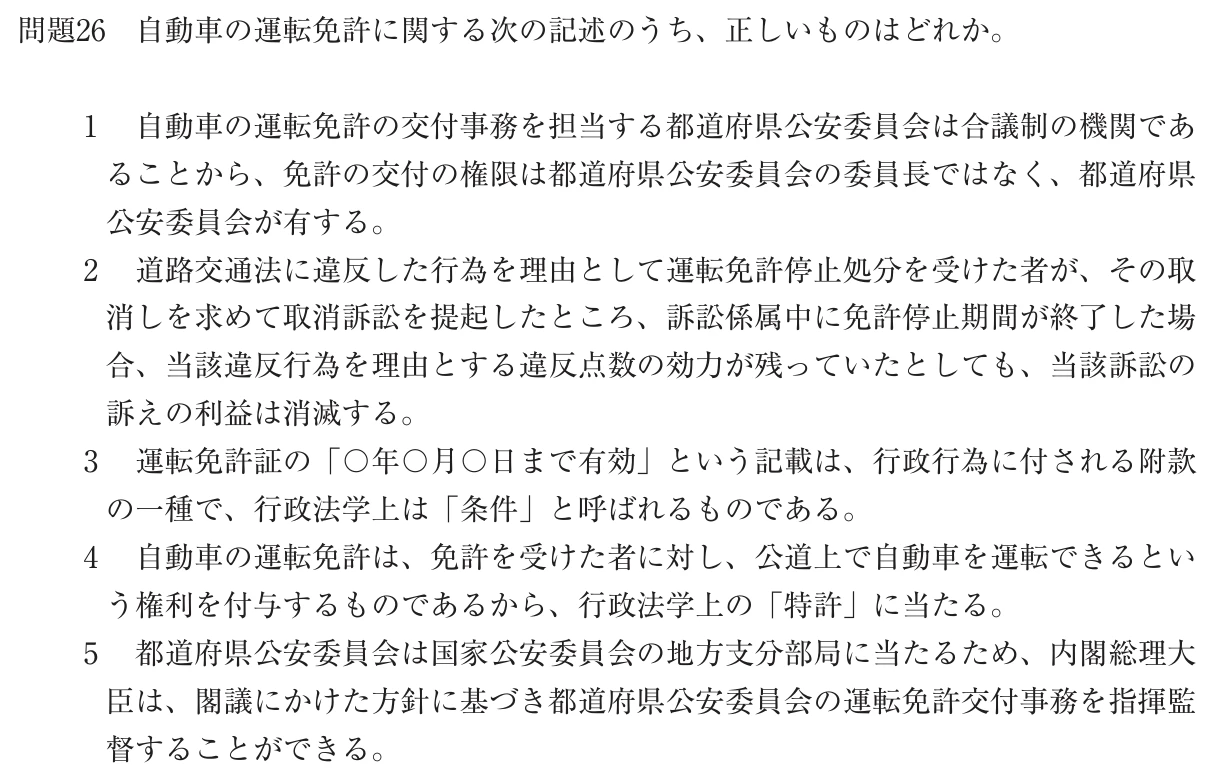 問題26　自動車の運転免許に関する次の記述のうち、正しいものはどれか。
1　自動車の運転免許の交付事務を担当する都道府県公安委員会は合議制の機関であ
ることから、免許の交付の権限は都道府県公安委員会の委員長ではなく、都道府県
公安委員会が有する。
2　道路交通法に違反した行為を理由として運転免許停止処分を受けた者が、その取
消しを求めて取消訴訟を提起したところ、訴訟係属中に免許停止期間が終了した場
合、当該違反行為を理由とする違反点数の効力が残っていたとしても、当該訴訟の
訴えの利益は消滅する。
3　運転免許証の「○年○月○日まで有効」という記載は、行政行為に付される附款
の一種で、行政法学上は「条件」と呼ばれるものである。
4　自動車の運転免許は、免許を受けた者に対し、公道上で自動車を運転できるとい
う権利を付与するものであるから、行政法学上の「特許」に当たる。
5　都道府県公安委員会は国家公安委員会の地方支分部局に当たるため、内閣総理大
臣は、閣議にかけた方針に基づき都道府県公安委員会の運転免許交付事務を指揮監
督することができる。